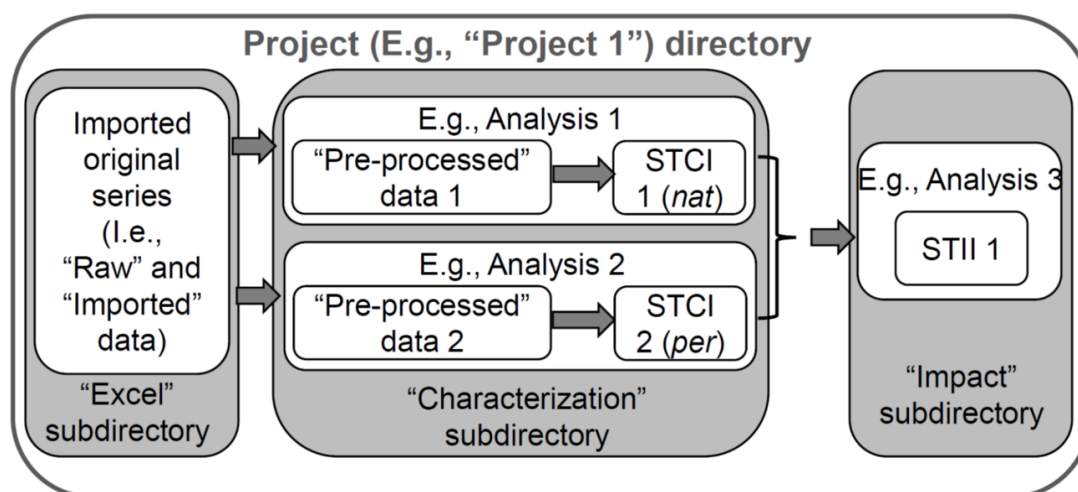 Project (E.g., “Project 1”) directory
Imported
original
series
(I.e.,
“Raw” and
“Imported”
data)
“Excel”
subdirectory
E.g., Analysis 1
“Pre-processed”
data 1
STCI
1 (nat)
E.g., Analysis 2
“Pre-processed”
data 2
STCI
2 (per)
“Characterization”
subdirectory
E.g., Analysis 3
STII 1
“Impact”
subdirectory